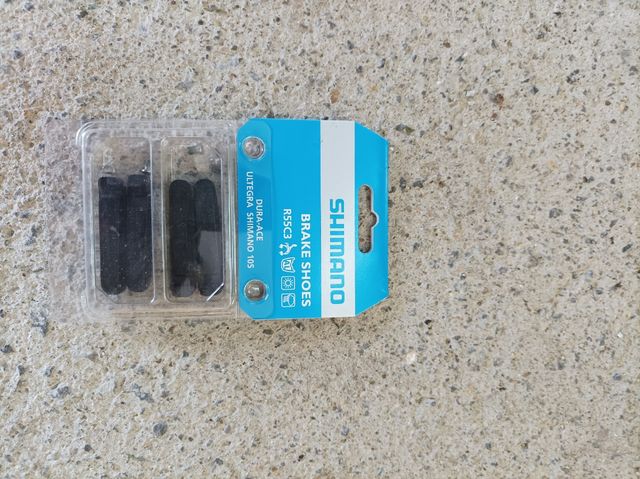 SHIMANO
BRAKE SHOES
R55C3
DURA-ACE
ULTEGRA SHIMANO 105